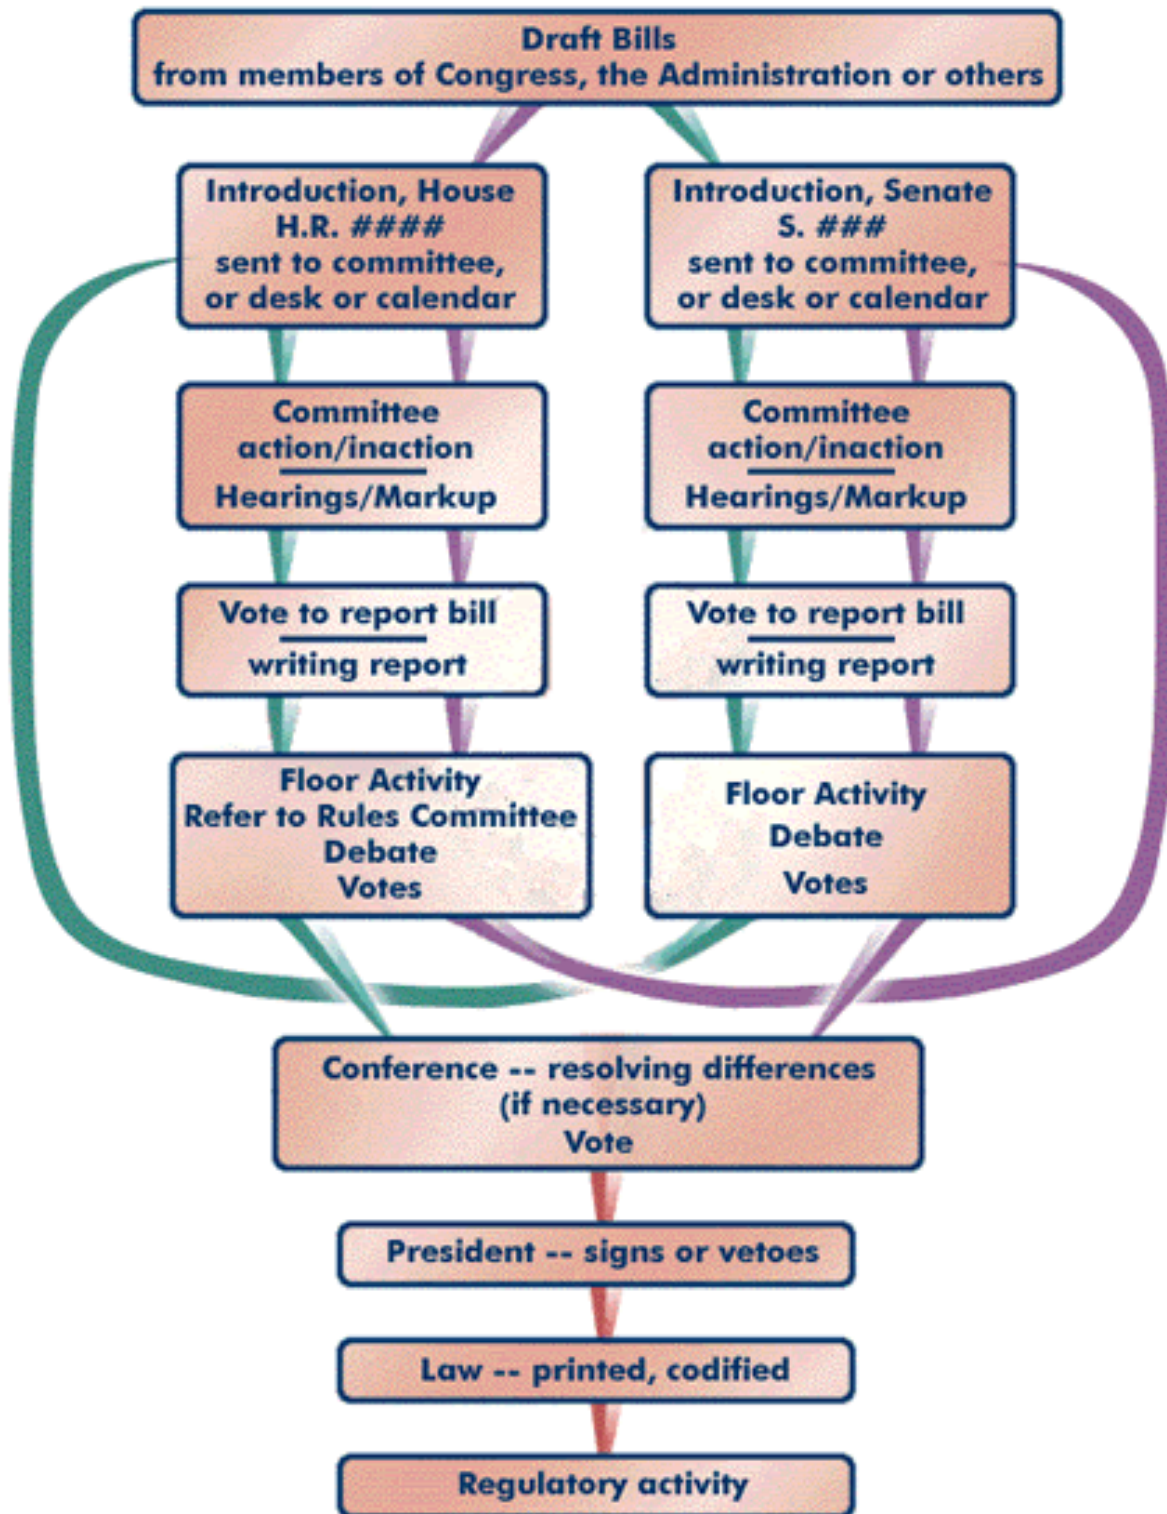 Draft Bills
from members of Congress, the Administration or others
Introduction, House
H.R. ####
sent to committee,
or desk or calendar
Introduction, Senate
S. ###
sent to committee,
or desk or calendar
Committee
action/inaction
Hearings/Markup
Committee
action/inaction
Hearings/Markup
Vote to report bill
writing report
Vote to report bill
writing report
Floor Activity
Refer to Rules Committee
Debate
Votes
Floor Activity
Debate
Votes
Conference -- resolving differences
(if necessary)
Vote
President -- signs or vetoes
Law -- printed, codified
Regulatory activity